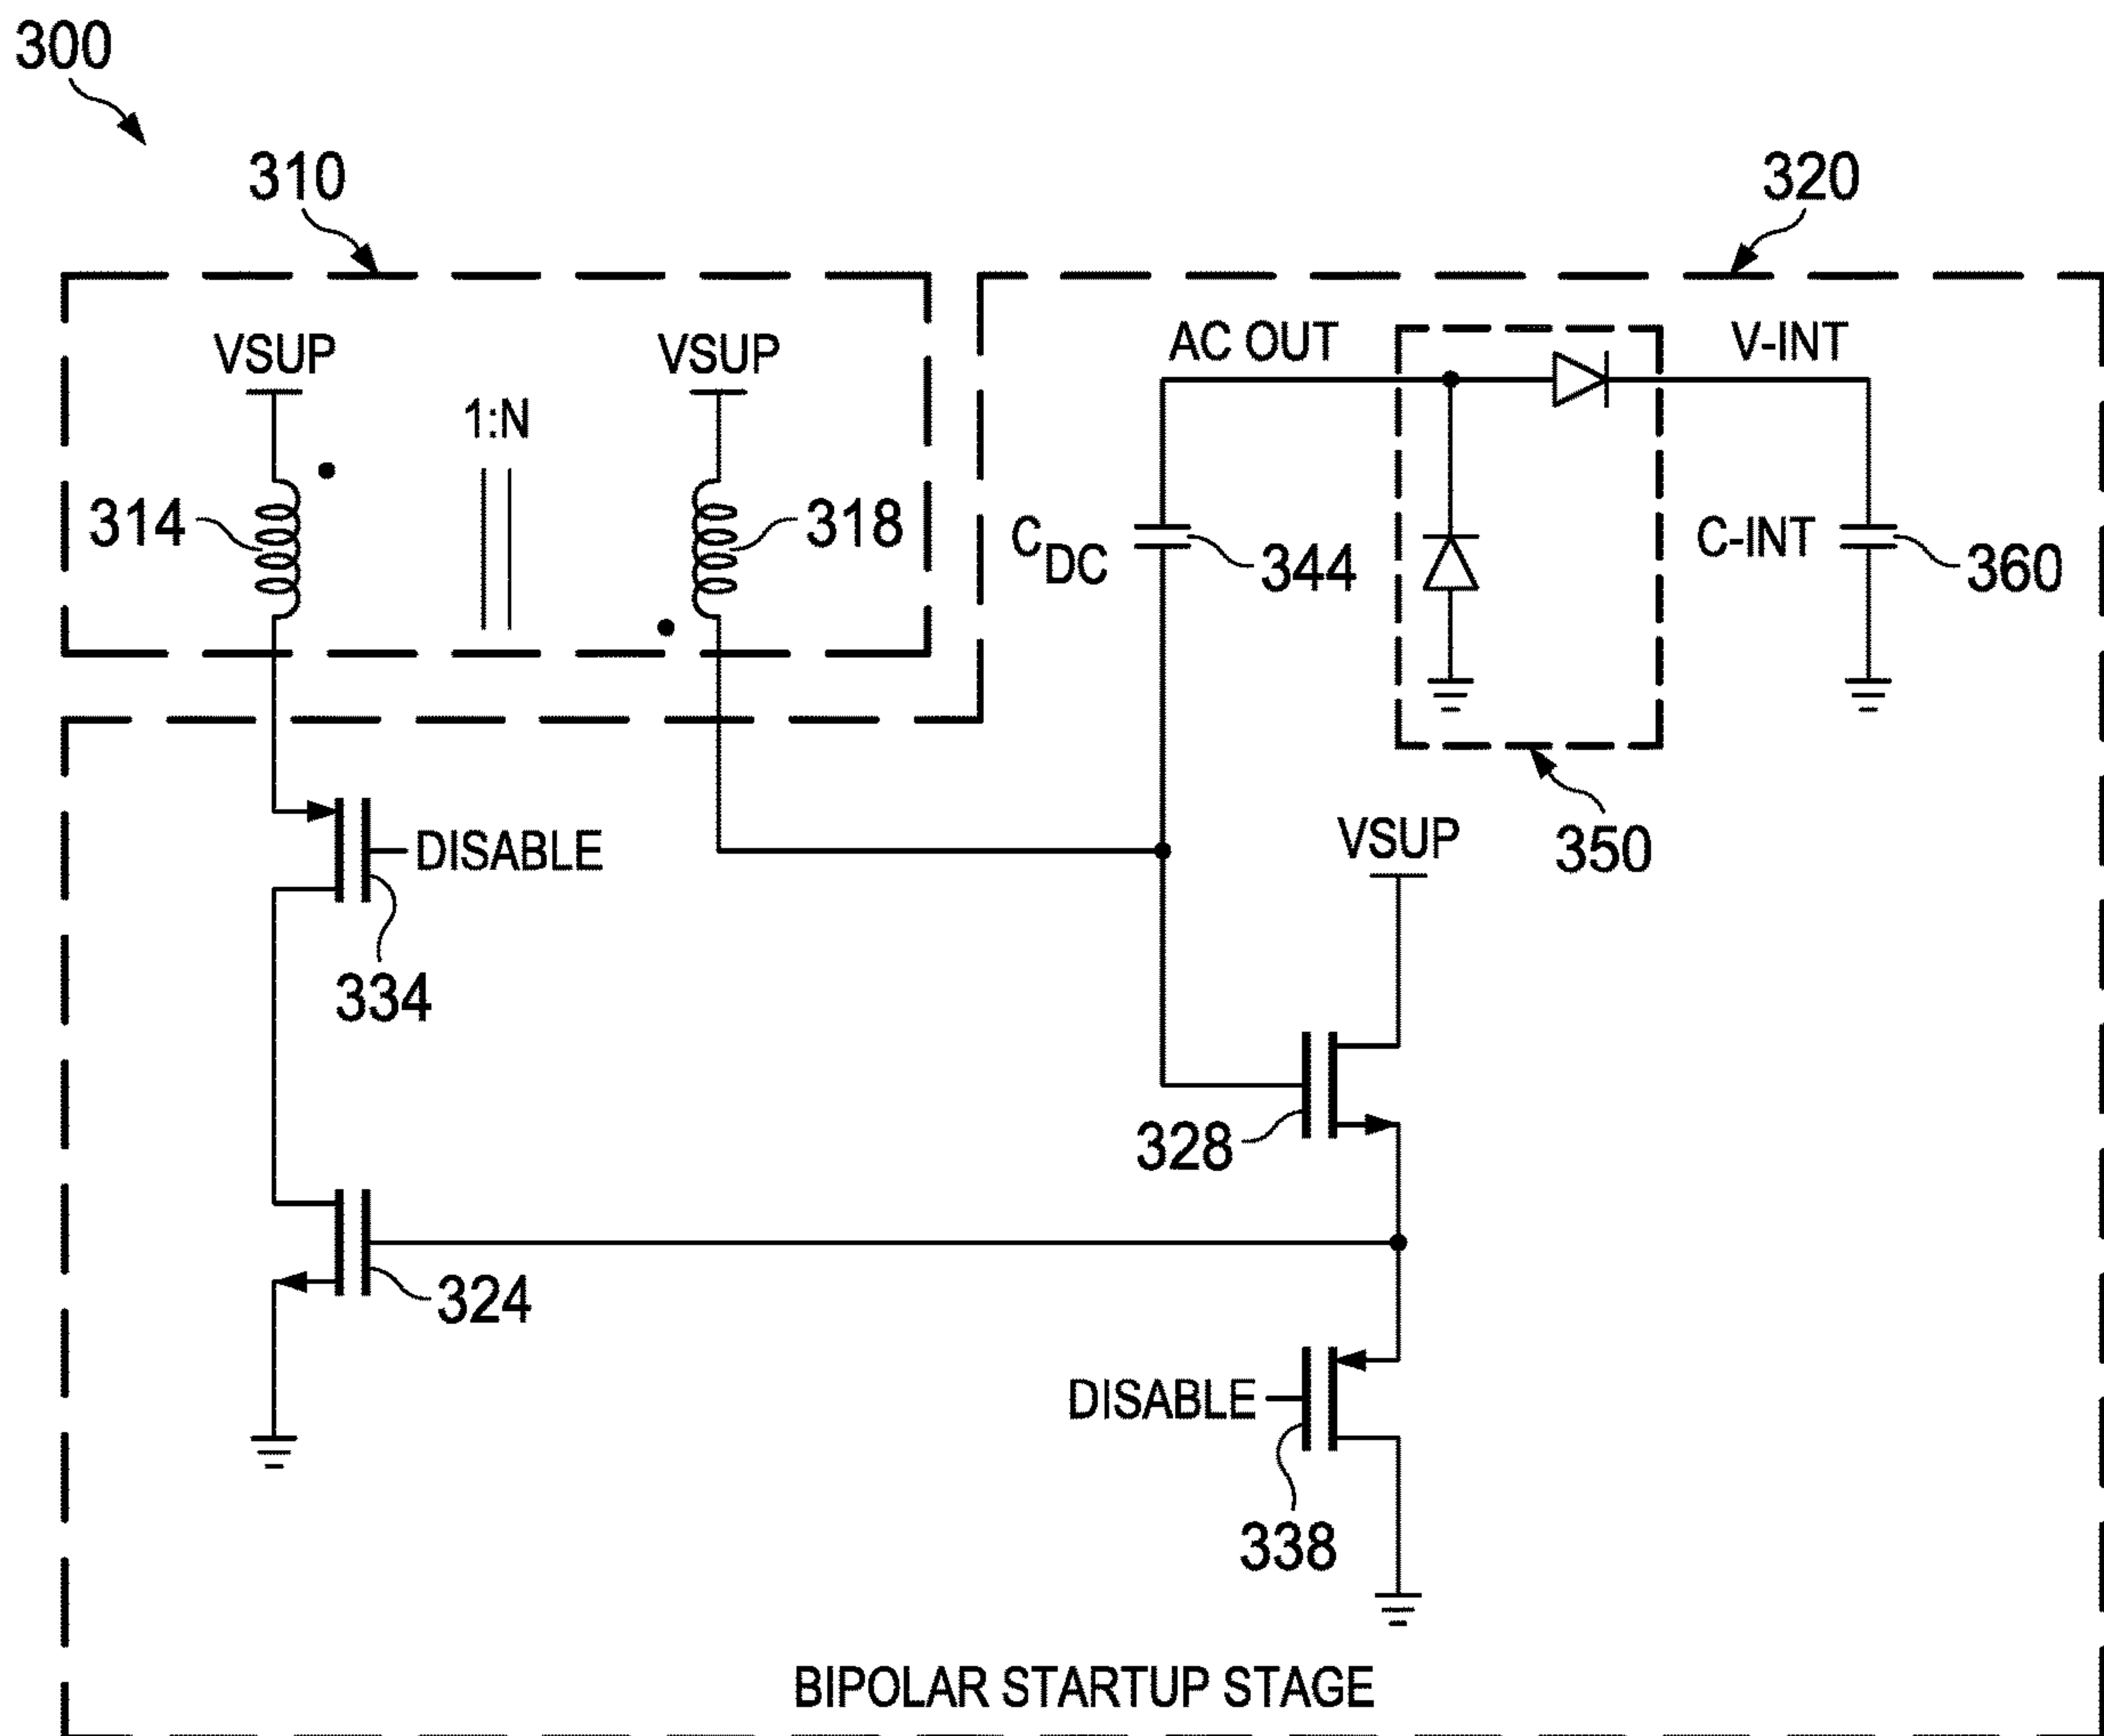 300
310
320
VSUP
VSUP
1:N
AC OUT
V-INT
314
318
CDC
344
C-INT
360
350
DISABLE
334
VSUP
328
324
DISABLE
338
BIPOLAR STARTUP STAGE